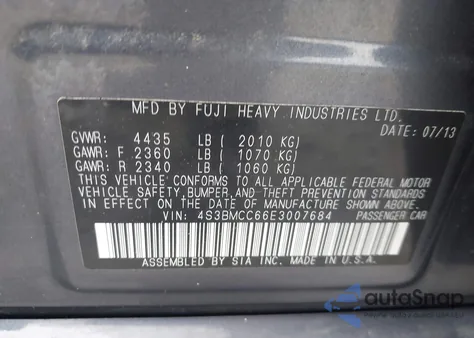 MFD BY FUJI HEAVY INDUSTRIES LTD.
DATE: 07/13
GVWR: 4435 LB ( 2010 KG)
GAWR: F 2360 LB ( 1070 KG)
GAWR: R 2340 LB ( 1060 KG)
THIS VEHICLE CONFORMS TO ALL APPLICABLE FEDERAL MOTOR
VEHICLE SAFETY, BUMPER, AND THEFT PREVENTION STANDARDS
IN EFFECT ON THE DATE OF MANUFACTURE SHOWN ABOVE.
VIN: 4S3BMCC66E3007684 PASSENGER CAR
ASSEMBLED BY SIA INC. MADE IN U.S.A.
autoSnap